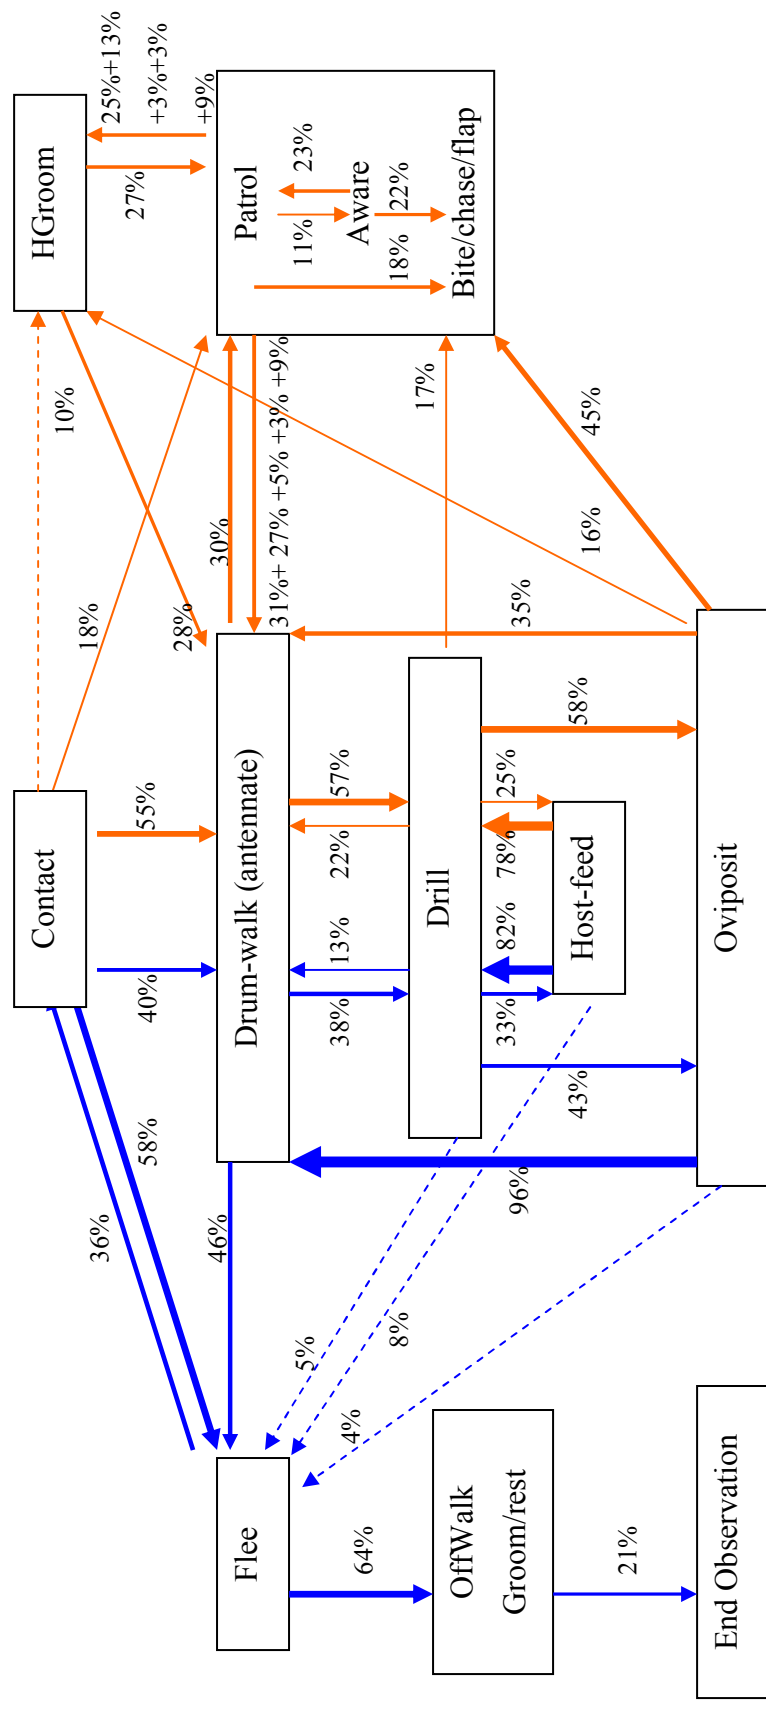 Contact
HGroom
36%
58%
40%
55%
18%
10%
27%
25%+13%
+3%+3%
+9%
Flee
46%
Drum-walk (antennate)
28%
30%
31%+ 27% +5% +3% +9%
Patrol
11%
23%
Aware
18%
22%
Bite/chase/flap
64%
5%
4%
8%
38%
13%
22%
57%
Drill
17%
OffWalk
Groom/rest
96%
43%
33%
82%
78%
25%
58%
35%
16%
45%
Host-feed
21%
End Observation
Oviposit